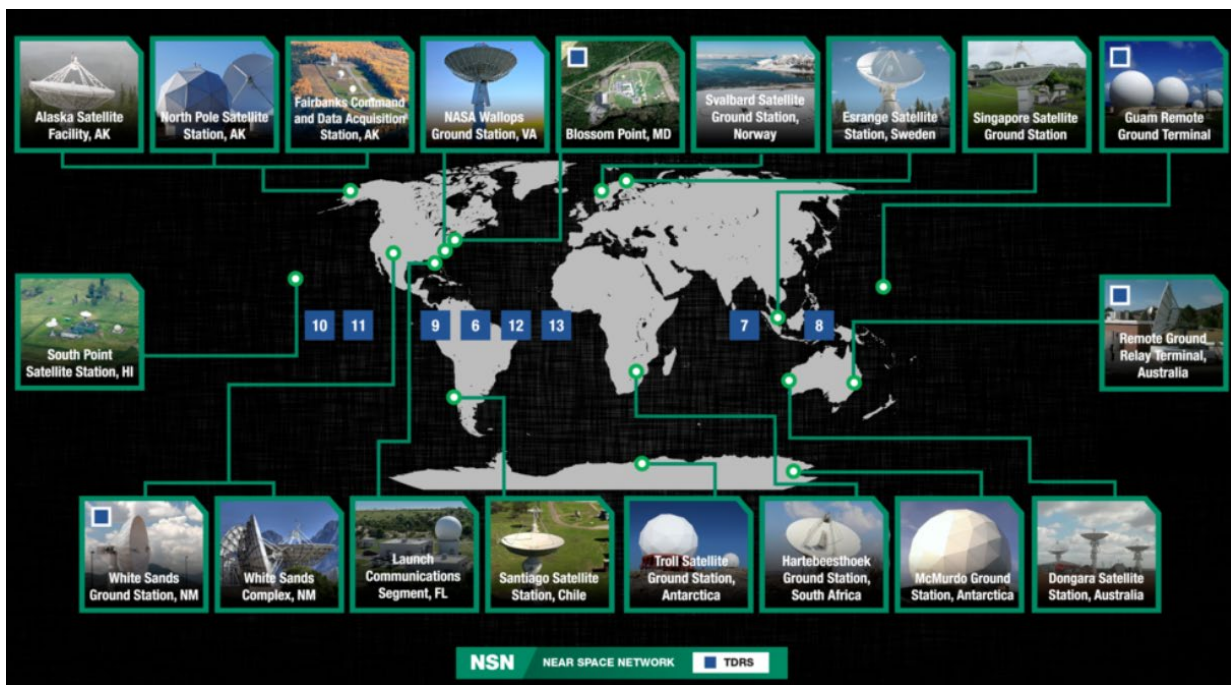 Alaska Satellite
Facility, AK
North Pole Satellite
Station, AK
Fairbanks Command
and Data Acquisition
Station, AK
NASA Wallops
Ground Station, VA
Blossom Point, MD
Svalbard Satellite
Ground Station,
Norway
Esrange Satellite
Station, Sweden
Singapore Satellite
Ground Station
Guam Remote
Ground Terminal
South Point
Satellite Station, HI
10
11
9
6
12
13
7
8
Remote Ground
Relay Terminal,
Australia
White Sands
Ground Station, NM
White Sands
Complex, NM
Launch
Communications
Segment, FL
Santiago Satellite
Station, Chile
Troll Satellite
Ground Station,
Antarctica
Hartebeesthoek
Ground Station,
South Africa
McMurdo Ground
Station, Antarctica
Dongara Satellite
Station, Australia
NSN NEAR SPACE NETWORK TDRS